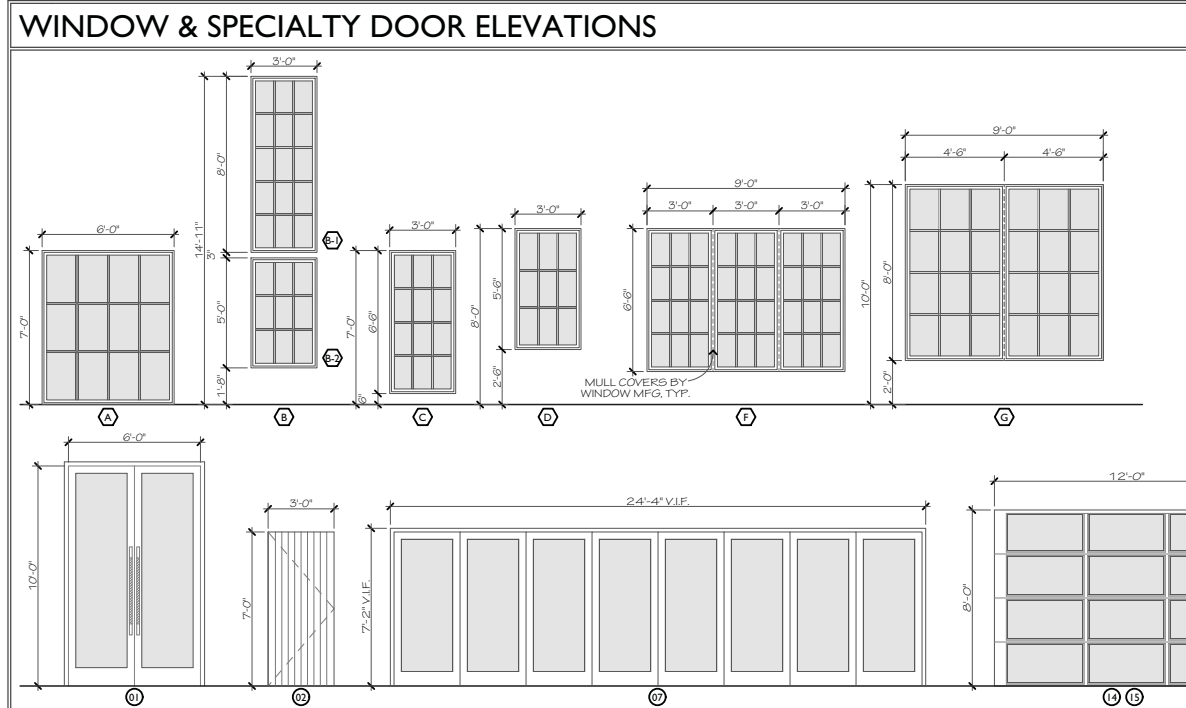 WINDOW & SPECIALTY DOOR ELEVATIONS
6'-0"
7'-0"
A
3'-0"
14'-11"
8'-0"
3"
5'-0"
1'-8"
B-1
B-2
B
3'-0"
7'-0"
6'-6"
6"
C
3'-0"
8'-0"
5'-6"
2'-6"
D
9'-0"
3'-0"
3'-0"
3'-0"
6'-6"
MULL COVERS BY
WINDOW MFG, TYP.
F
9'-0"
4'-6"
4'-6"
10'-0"
8'-0"
2'-0"
G
6'-0"
10'-0"
01
3'-0"
7'-0"
02
24'-4" V.I.F.
7'-2" V.I.F.
07
12'-0"
8'-0"
14
15